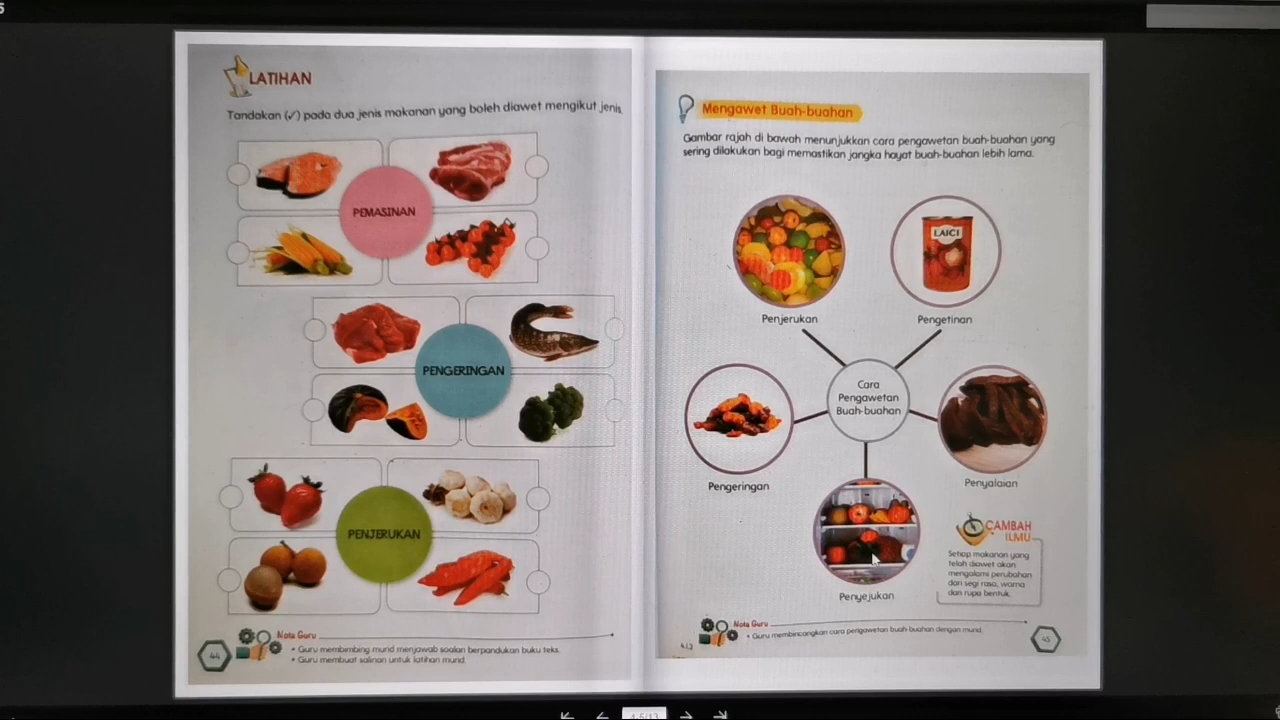 LATIHAN
Tandakan (✓) pada dua jenis makanan yang boleh diawet mengikut jenis
PEMASINAN
PENGERINGAN
PENJERUKAN
Nota Guru
• Guru membimbing murid menjawab soalan berpandukan buku teks.
• Guru membuat salinan untuk latihan murid.
44
Mengawet Buah-buahan
Gambar rajah di bawah menunjukkan cara pengawetan buah-buahan yang
sering dilakukan bagi memastikan jangka hayat buah-buahan lebih lama.
LAICI
Penjerukan
Pengetinan
Cara
Pengawetan
Buah-buahan
Pengeringan
Penyalaian
Penyejukan
CAMBAH
ILMU
Setiap makanan yang
telah diawet akan
mengalami perubahan
dari segi rasa, warna
dan rupa bentuk.
Nota Guru
• Guru membincangkan cara pengawetan buah-buahan dengan murid.
4.1.3
45